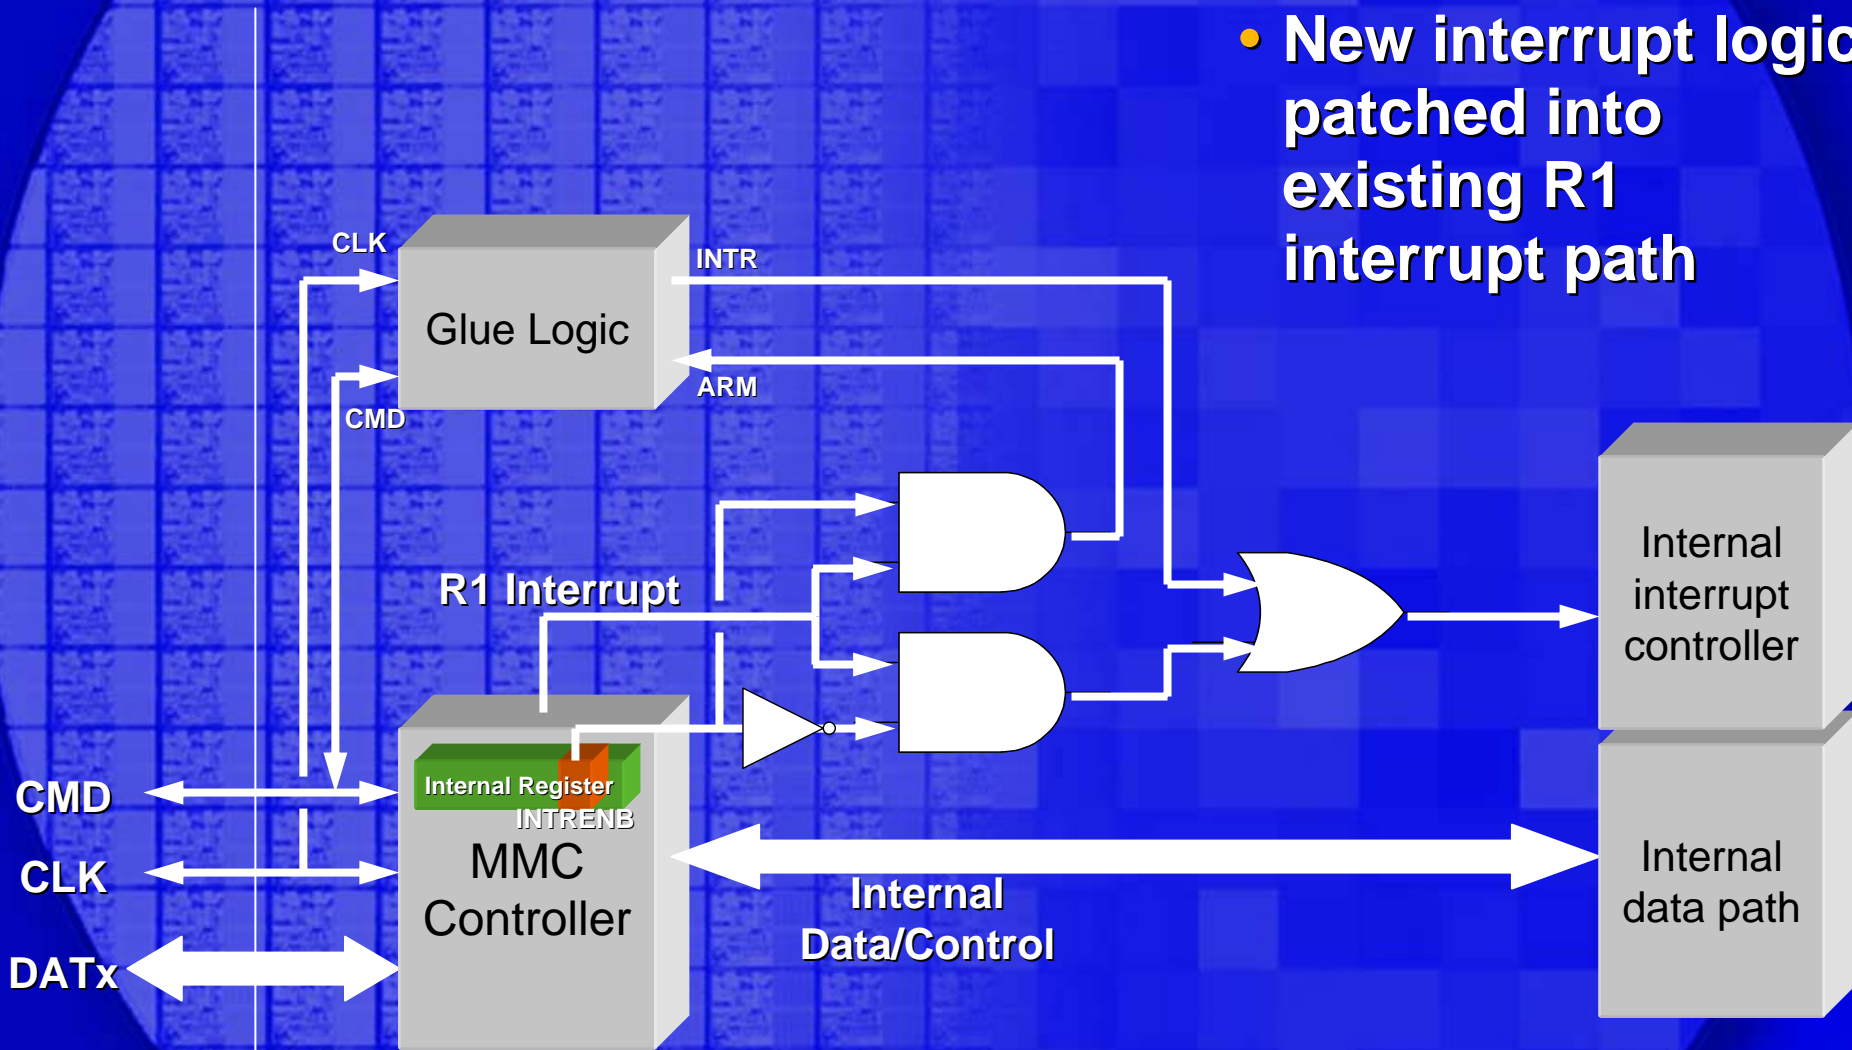 New interrupt logic
patched into
existing R1
interrupt path
CLK
INTR
Glue Logic
ARM
CMD
R1 Interrupt
Internal
interrupt
controller
Internal Register
INTRENB
CMD
MMC
Controller
CLK
Internal
data path
Internal
Data/Control
DATx